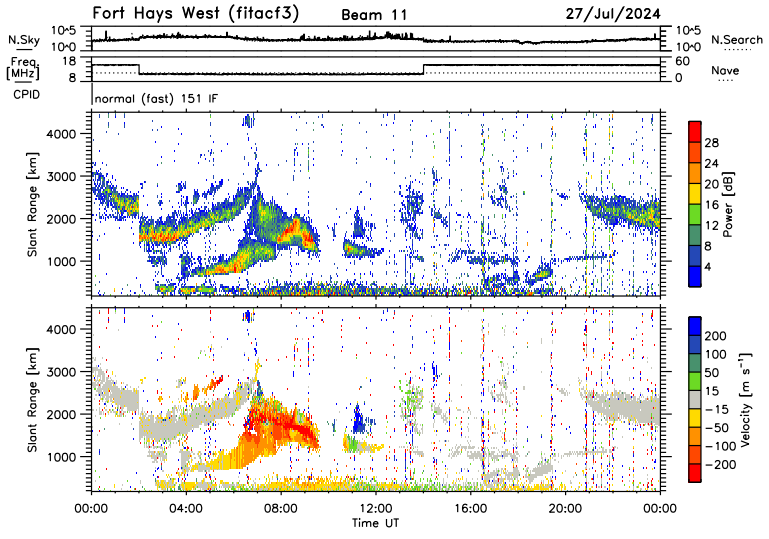 Fort Hays West (fitacf3) Beam 11 27/Jul/2024
N.Sky 10^5 10^0 10^5 10^0 N.Search
Freq. [MHz] 18 8 60 0 Nave
CPID normal (fast) 151 IF
Slant Range [km]
4000
3000
2000
1000
Power [dB]
28
24
20
16
12
8
4
Slant Range [km]
4000
3000
2000
1000
Velocity [m s⁻¹]
200
100
50
15
−15
−50
−100
−200
00:00 04:00 08:00 12:00 16:00 20:00 00:00
Time UT